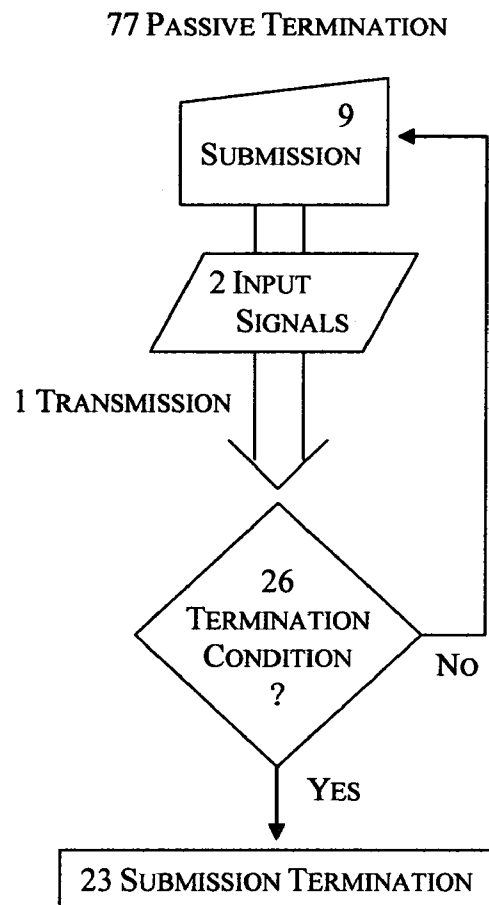 77 PASSIVE TERMINATION
9
SUBMISSION
2 INPUT
SIGNALS
1 TRANSMISSION
26
TERMINATION
CONDITION
?
NO
YES
23 SUBMISSION TERMINATION